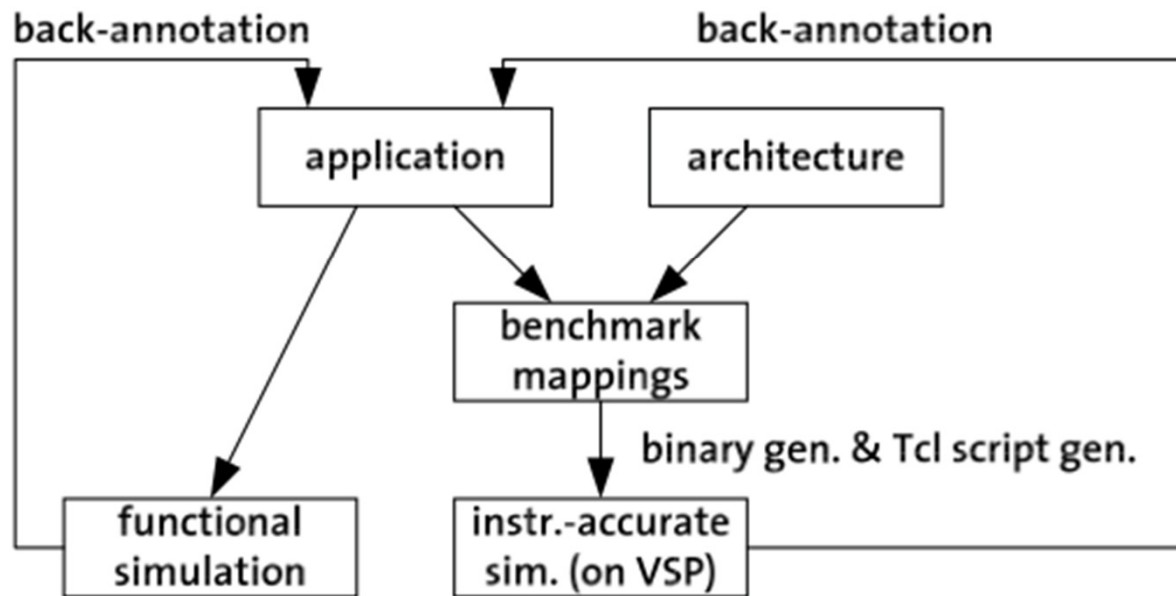 back-annotation
back-annotation
application
architecture
benchmark
mappings
binary gen. & Tcl script gen.
functional
simulation
instr.-accurate
sim. (on VSP)